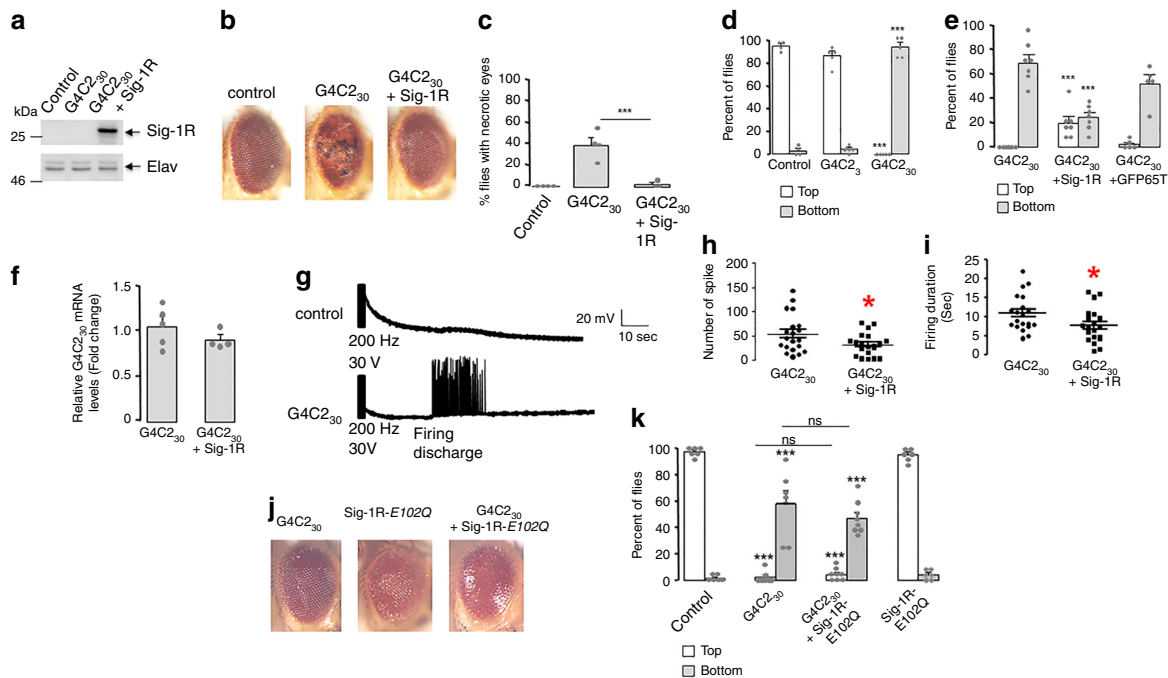 a
Control
G4C2₃₀
G4C2₃₀
+ Sig-1R
kDa
25
46
Sig-1R
Elav
b
control
G4C2₃₀
G4C2₃₀
+ Sig-1R
c
% flies with necrotic eyes
100
80
60
40
20
0
***
Control
G4C2₃₀
G4C2₃₀
+ Sig-
1R
d
Percent of flies
80
60
40
20
0
***
***
Control
G4C2₃
G4C2₃₀
Top
Bottom
e
Percent of flies
100
80
60
40
20
0
***
***
G4C2₃₀
G4C2₃₀
+Sig-1R
G4C2₃₀
+GFP65T
Top
Bottom
f
Relative G4C2₃₀ mRNA
levels (Fold change)
1.5
1.0
0.5
0
G4C2₃₀
G4C2₃₀
+ Sig-1R
g
control
200 Hz
30 V
20 mV
10 sec
G4C2₃₀
200 Hz
30V
Firing
discharge
h
Number of spike
200
150
100
50
0
*
G4C2₃₀
G4C2₃₀
+ Sig-1R
i
Firing duration
(Sec)
25
20
15
10
5
0
*
G4C2₃₀
G4C2₃₀
+ Sig-1R
j
G4C2₃₀
Sig-1R-E102Q
G4C2₃₀
+ Sig-1R-E102Q
k
Percent of flies
100
80
60
40
20
0
ns
ns
***
***
***
***
Control
G4C2₃₀
G4C2₃₀
+ Sig-1R-
E102Q
Sig-1R-
E102Q
Top
Bottom